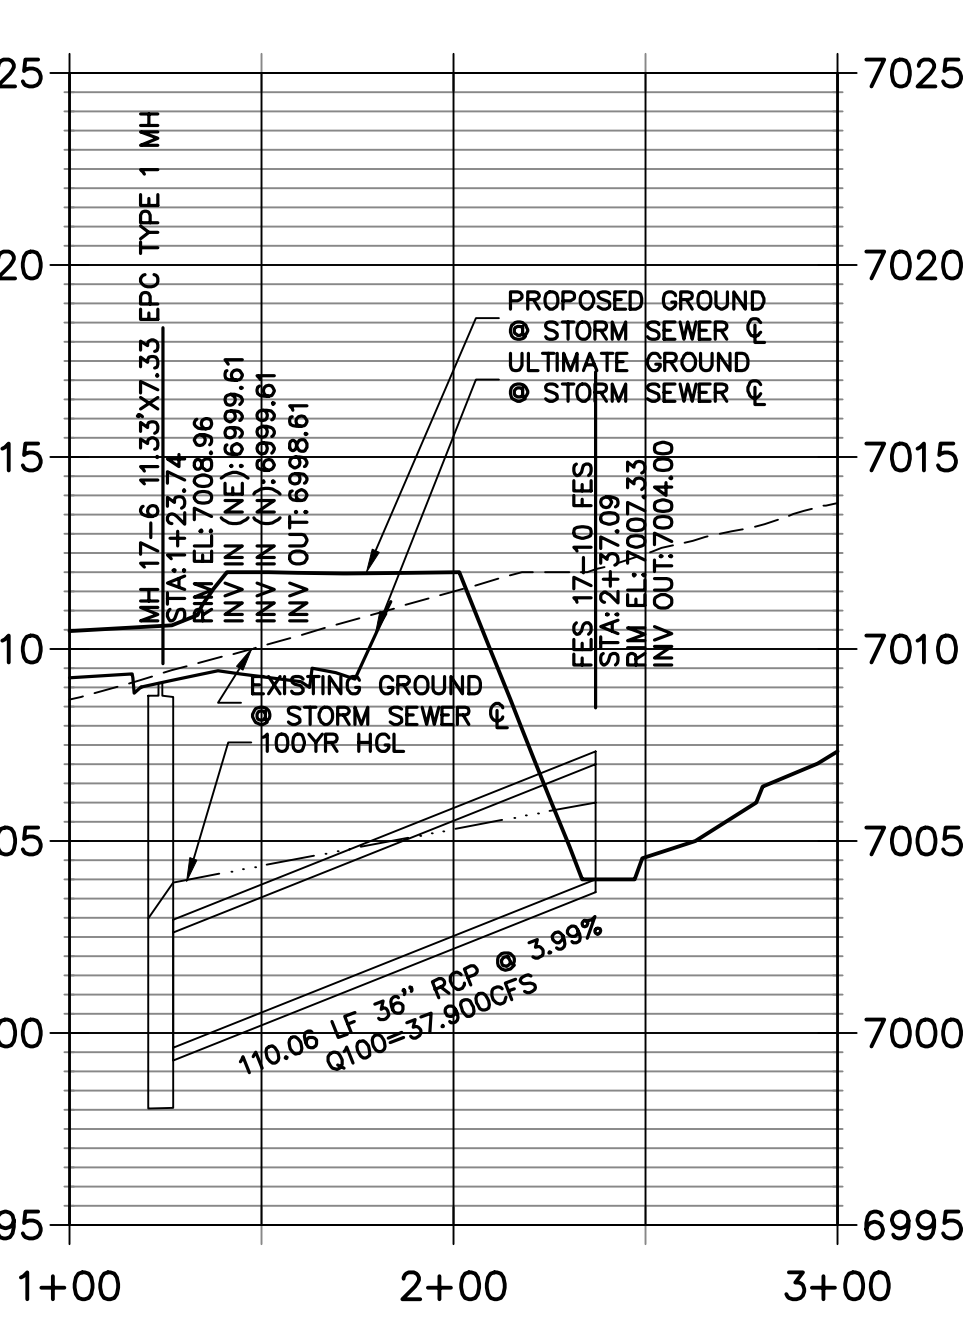 25
7025
20
7020
15
7015
10
7010
05
7005
00
7000
95
6995
1+00
2+00
3+00
MH 17-6 11.33'X7.33 EPC TYPE 1 MH
STA:1+23.74
RIM EL:7008.96
INV IN (NE):6999.61
INV IN (N):6999.61
INV OUT:6998.61
PROPOSED GROUND
@ STORM SEWER ℄
ULTIMATE GROUND
@ STORM SEWER ℄
FES 17-10 FES
STA:2+37.09
RIM EL:7007.33
INV OUT:7004.00
EXISTING GROUND
@ STORM SEWER ℄
100YR HGL
110.06 LF 36" RCP @ 3.99%
Q100=37.900CFS